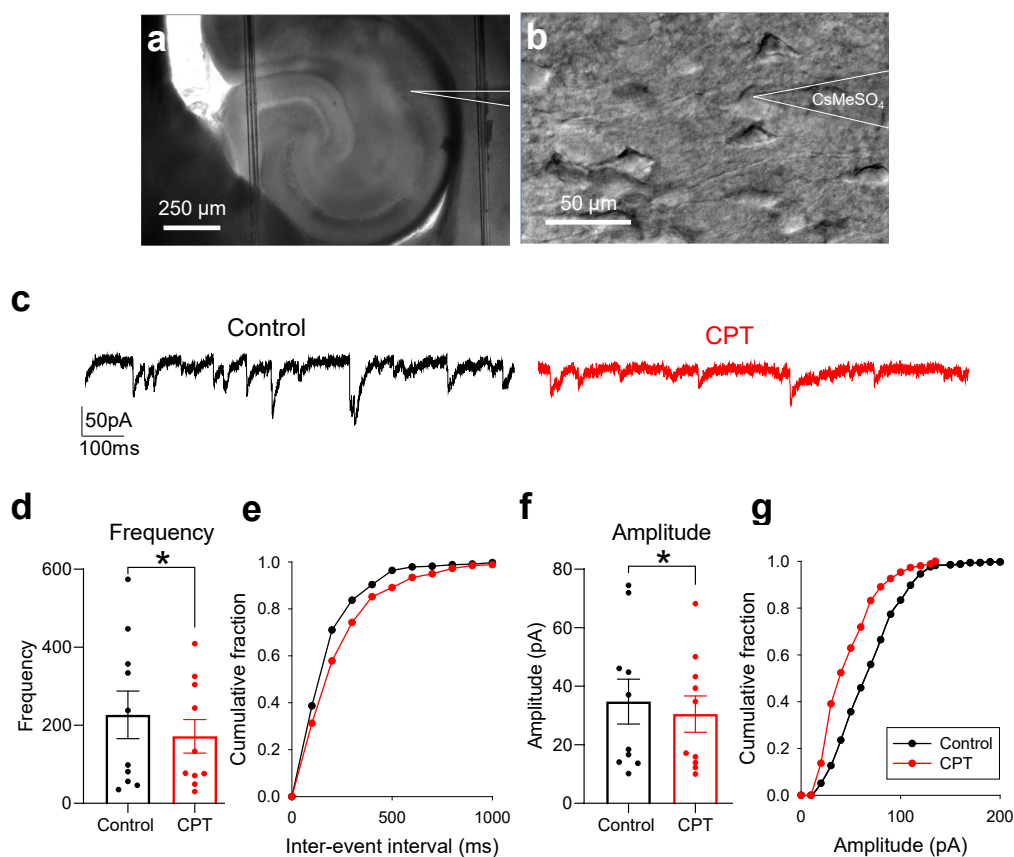 a
250 µm
b
CsMeSO4
50 µm
c
Control
CPT
50pA
100ms
d
Frequency
*
Frequency
600
400
200
0
Control
CPT
e
Cumulative fraction
1.0
0.8
0.6
0.4
0.2
0.0
0
500
1000
Inter-event interval (ms)
f
Amplitude
*
Amplitude (pA)
80
60
40
20
0
Control
CPT
g
Cumulative fraction
1.0
0.8
0.6
0.4
0.2
0.0
Control
CPT
0
100
200
Amplitude (pA)